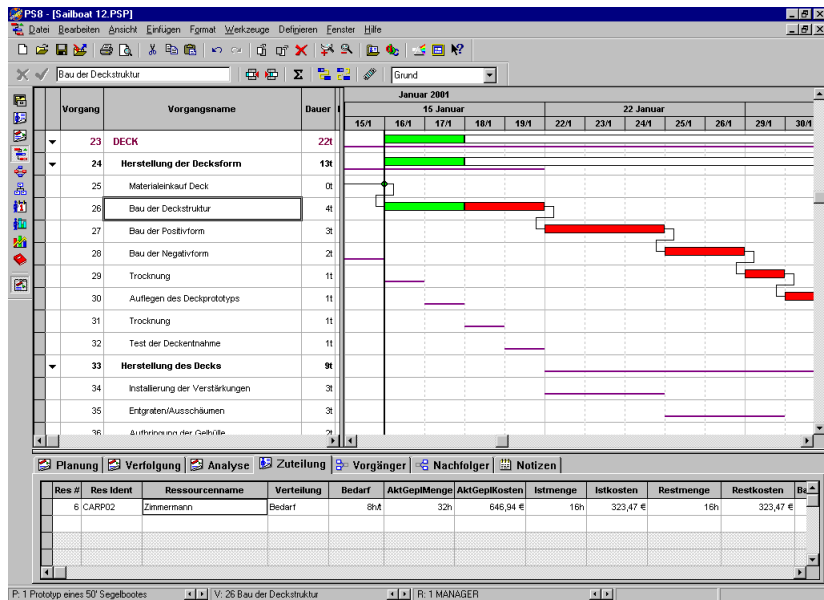 PS8 - [Sailboat 12.PSP]
Datei Bearbeiten Ansicht Einfügen Format Werkzeuge Definieren Fenster Hilfe
Bau der Deckstruktur
Σ
Grund
Vorgang Vorgangsname Dauer
Januar 2001
15 Januar 22 Januar
15/1 16/1 17/1 18/1 19/1 22/1 23/1 24/1 25/1 26/1 29/1 30/1
23 DECK 22t
24 Herstellung der Decksform 13t
25 Materialeinkauf Deck 0t
26 Bau der Deckstruktur 4t
27 Bau der Positivform 3t
28 Bau der Negativform 2t
29 Trocknung 1t
30 Auflegen des Deckprototyps 1t
31 Trocknung 1t
32 Test der Deckentnahme 1t
33 Herstellung des Decks 9t
34 Installierung der Verstärkungen 3t
35 Entgraten/Ausschäumen 3t
36 Aufbringung der Gelhülle 2t
Planung Verfolgung Analyse Zuteilung Vorgänger Nachfolger Notizen
Res # Res Ident Ressourcenname Verteilung Bedarf AktGeplMenge AktGeplKosten Istmenge Istkosten Restmenge Restkosten
6 CARP02 Zimmermann Bedarf 8h/t 32h 646,94 € 16h 323,47 € 16h 323,47 €
P: 1 Prototyp eines 50' Segelbootes V: 26 Bau der Deckstruktur R: 1 MANAGER